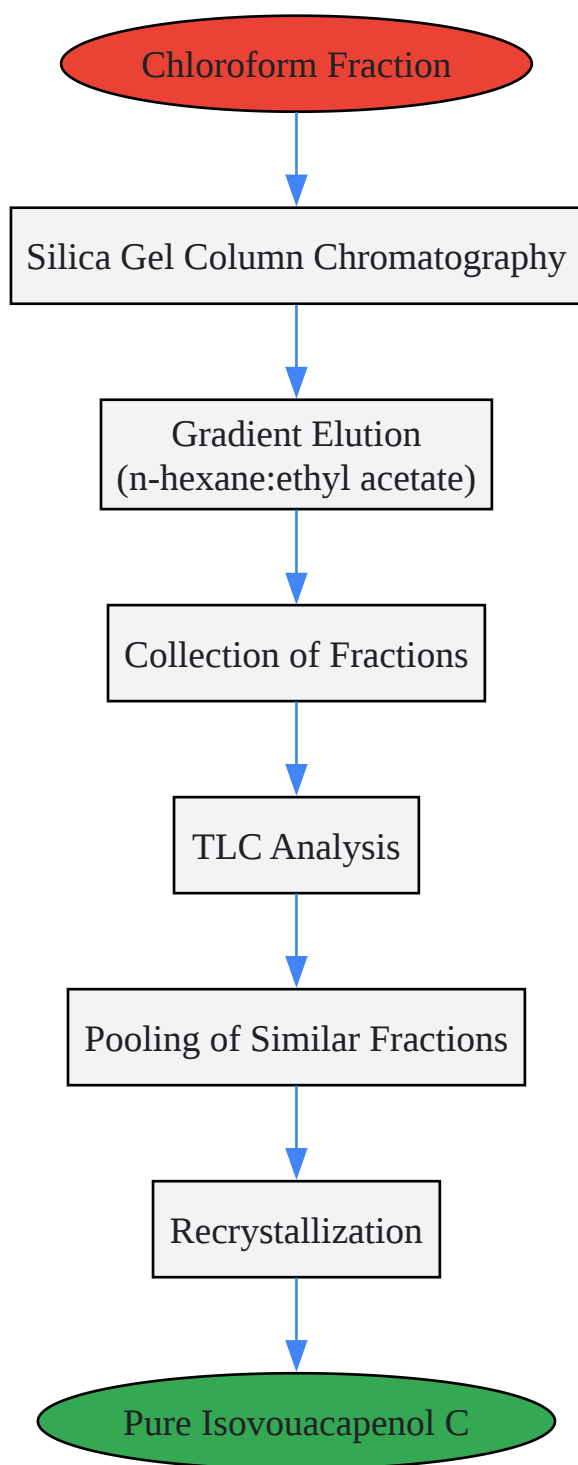 Chloroform Fraction
Silica Gel Column Chromatography
Gradient Elution
(n-hexane:ethyl acetate)
Collection of Fractions
TLC Analysis
Pooling of Similar Fractions
Recrystallization
Pure Isovouacapenol C